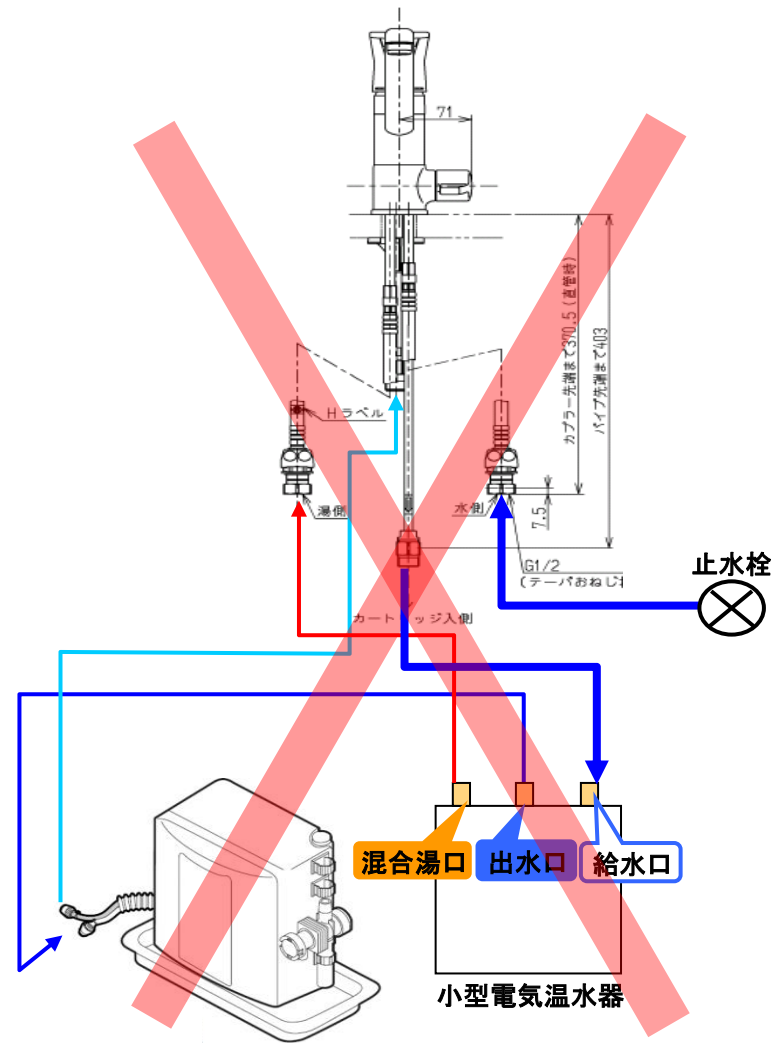 71
カプラー先端まで370.5（直管時）
パイプ先端まで403
Hラベル
湯側
水側
7.5
G1/2
（テーパおねじ
カートリッジ入側
止水栓
混合湯口
出水口
給水口
小型電気温水器